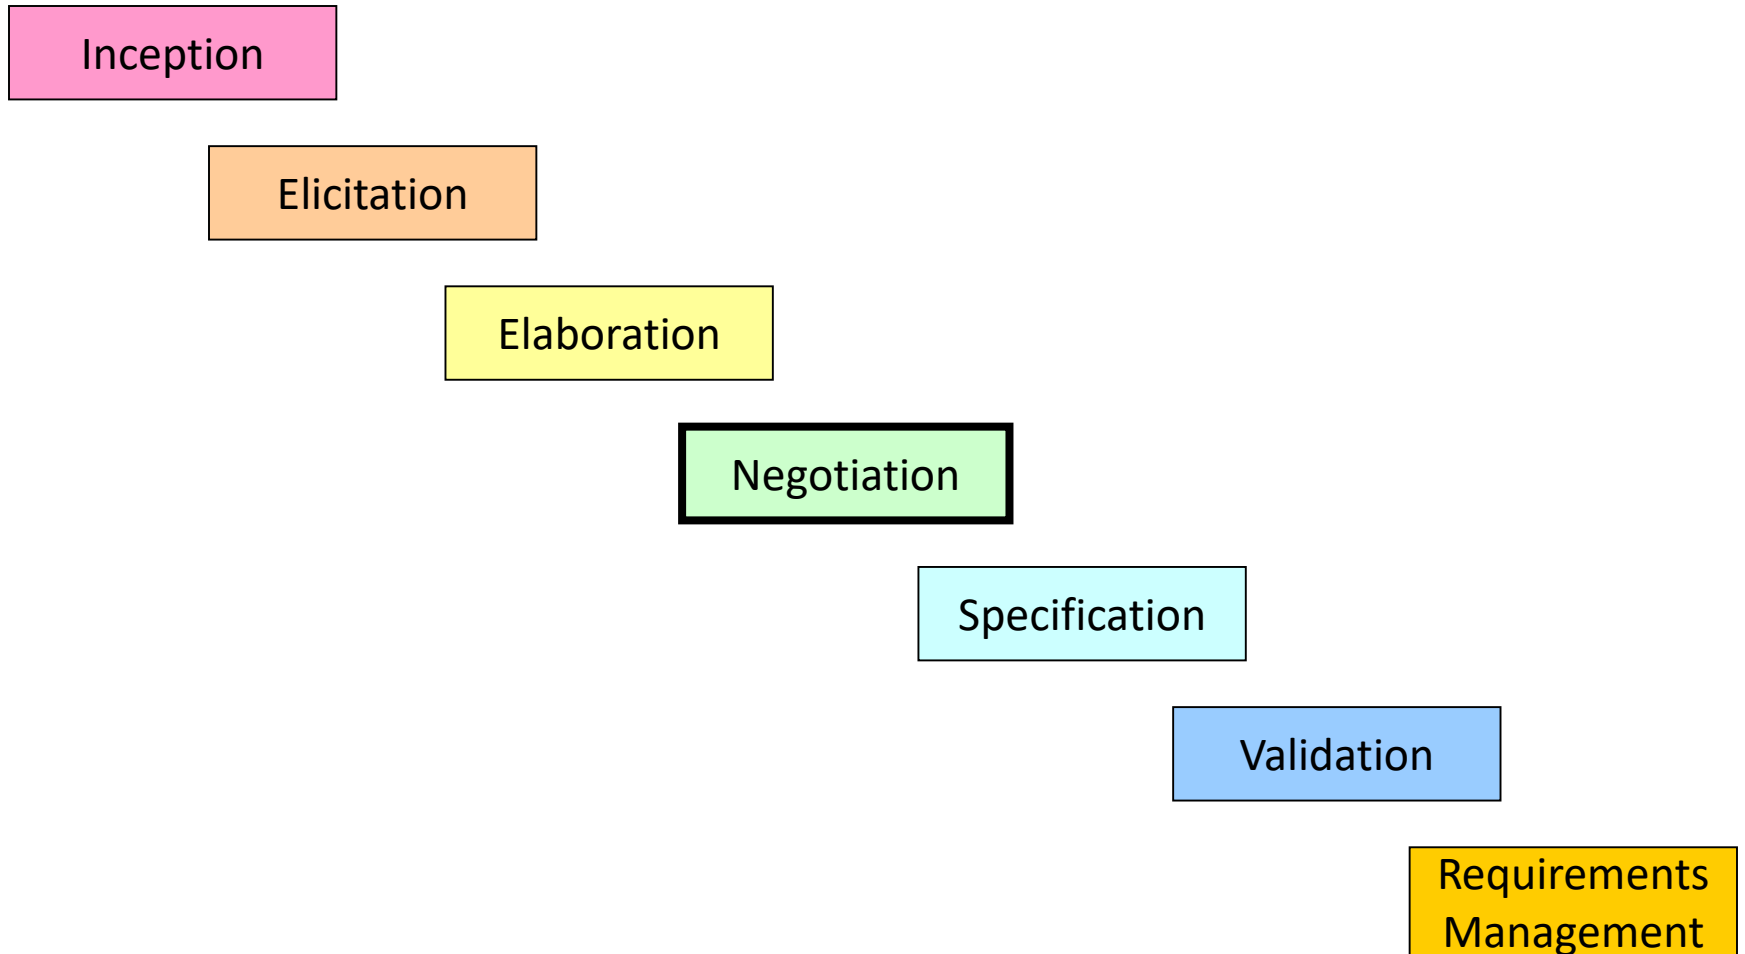 Inception
Elicitation
Elaboration
Negotiation
Specification
Validation
Requirements
Management